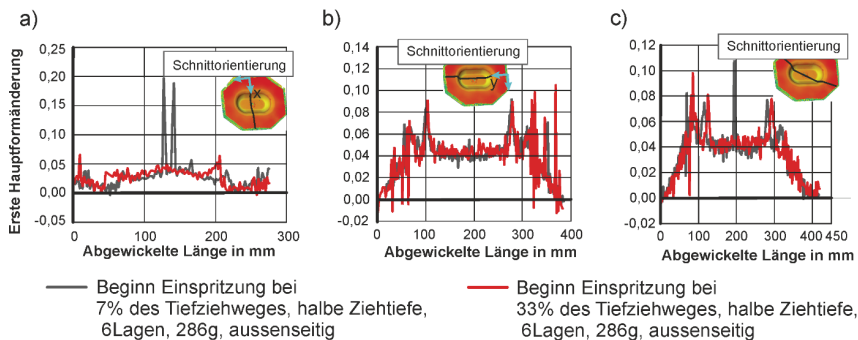 a)
b)
c)
Erste Hauptformänderung
0,25
0,20
0,15
0,10
0,05
0,00
-0,05
0
100
200
300
Abgewickelte Länge in mm
Schnittorientierung
x
0,14
0,12
0,10
0,08
0,06
0,04
0,02
0,00
-0,02
0
100
200
300
400
Abgewickelte Länge in mm
Schnittorientierung
y
0,12
0,10
0,08
0,06
0,04
0,02
0,00
-0,02
0
100
200
300
400 450
Abgewickelte Länge in mm
Schnittorientierung
Beginn Einspritzung bei
7% des Tiefziehweges, halbe Ziehtiefe,
6Lagen, 286g, aussenseitig
Beginn Einspritzung bei
33% des Tiefziehweges, halbe Ziehtiefe,
6Lagen, 286g, aussenseitig